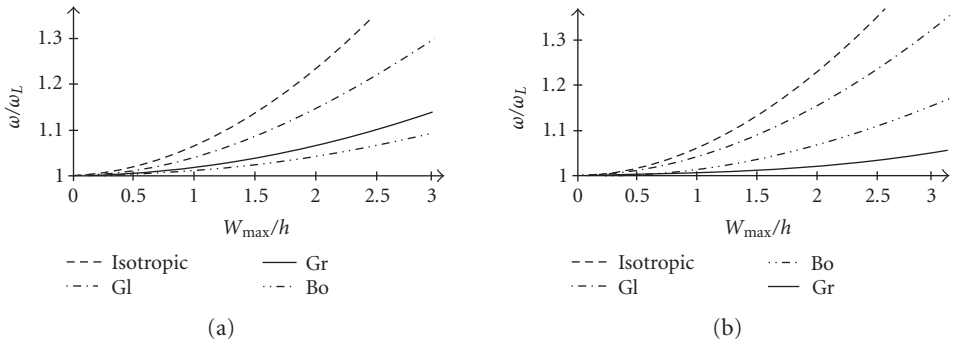 1.3
1.2
1.1
1
ω/ω_L
0 0.5 1 1.5 2 2.5 3
W_max/h
Isotropic
Gr
Gl
Bo
(a)
1.3
1.2
1.1
1
ω/ω_L
0 0.5 1 1.5 2 2.5 3
W_max/h
Isotropic
Bo
Gl
Gr
(b)